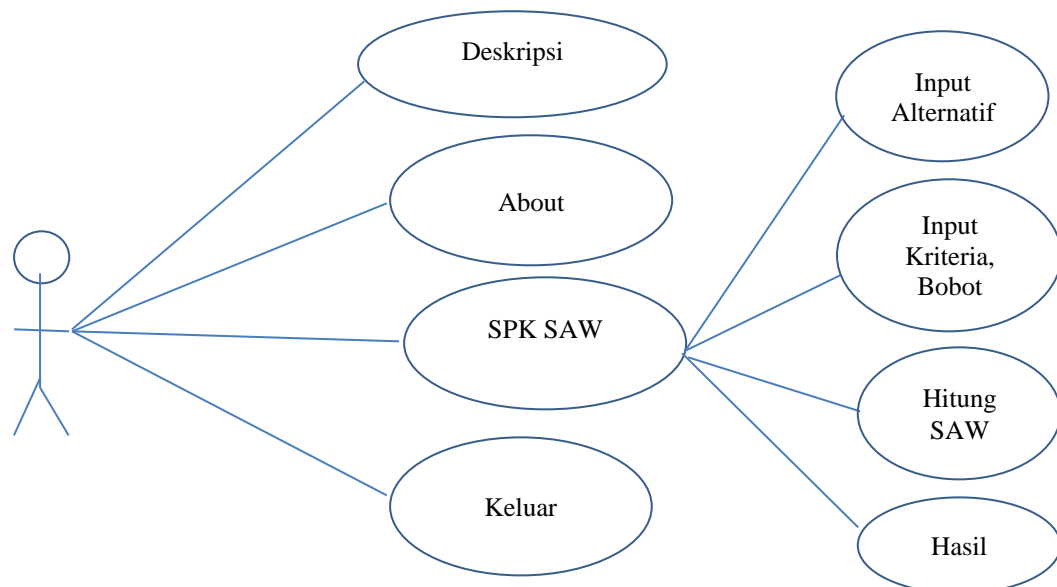 Deskripsi
About
SPK SAW
Keluar
Input
Alternatif
Input
Kriteria,
Bobot
Hitung
SAW
Hasil